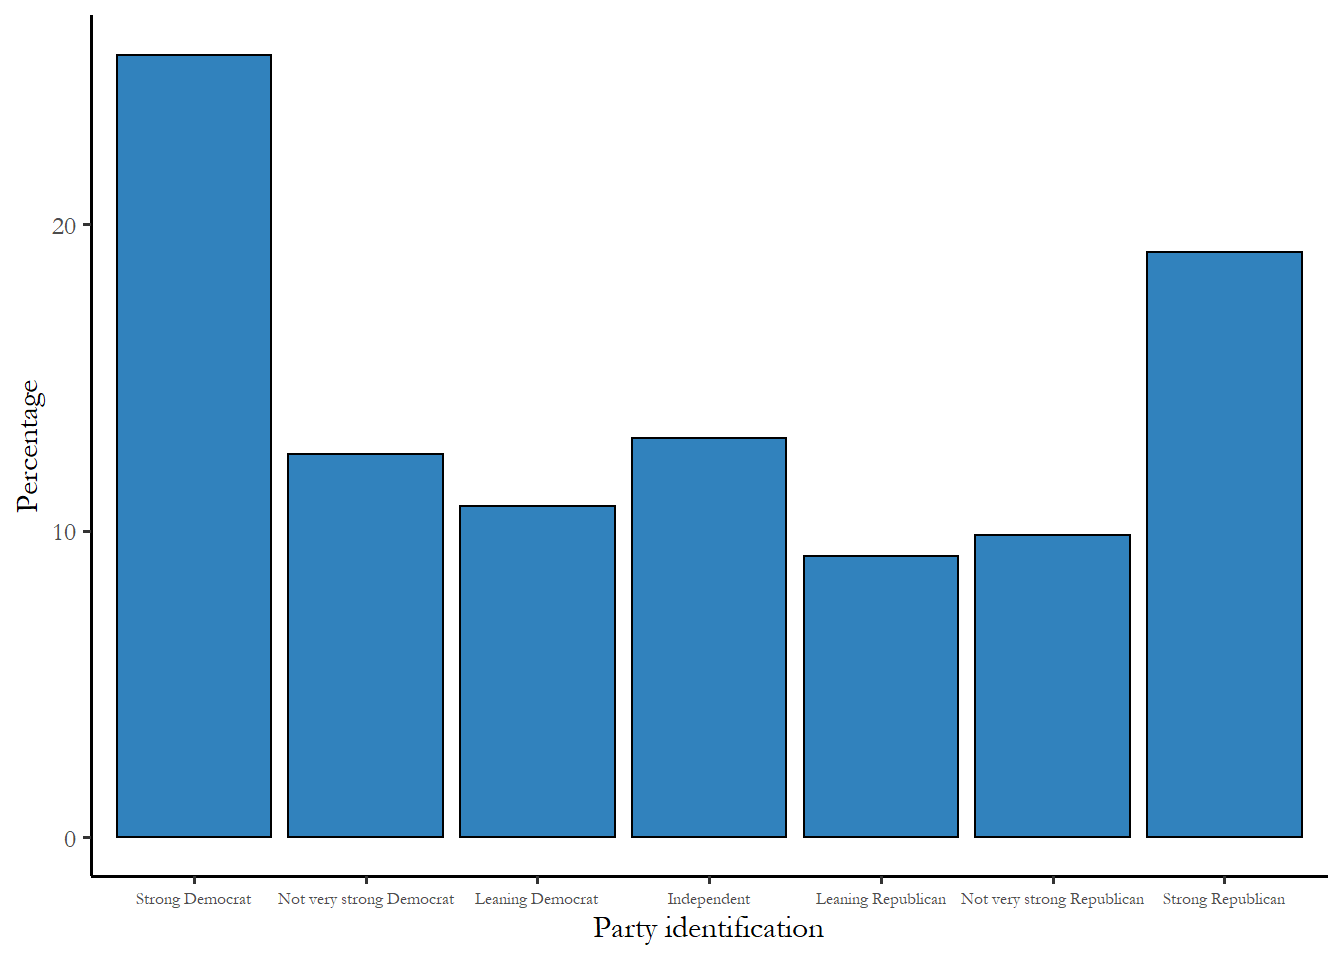 Percentage
20
10
0
Strong Democrat Not very strong Democrat Leaning Democrat Independent Leaning Republican Not very strong Republican Strong Republican
Party identification